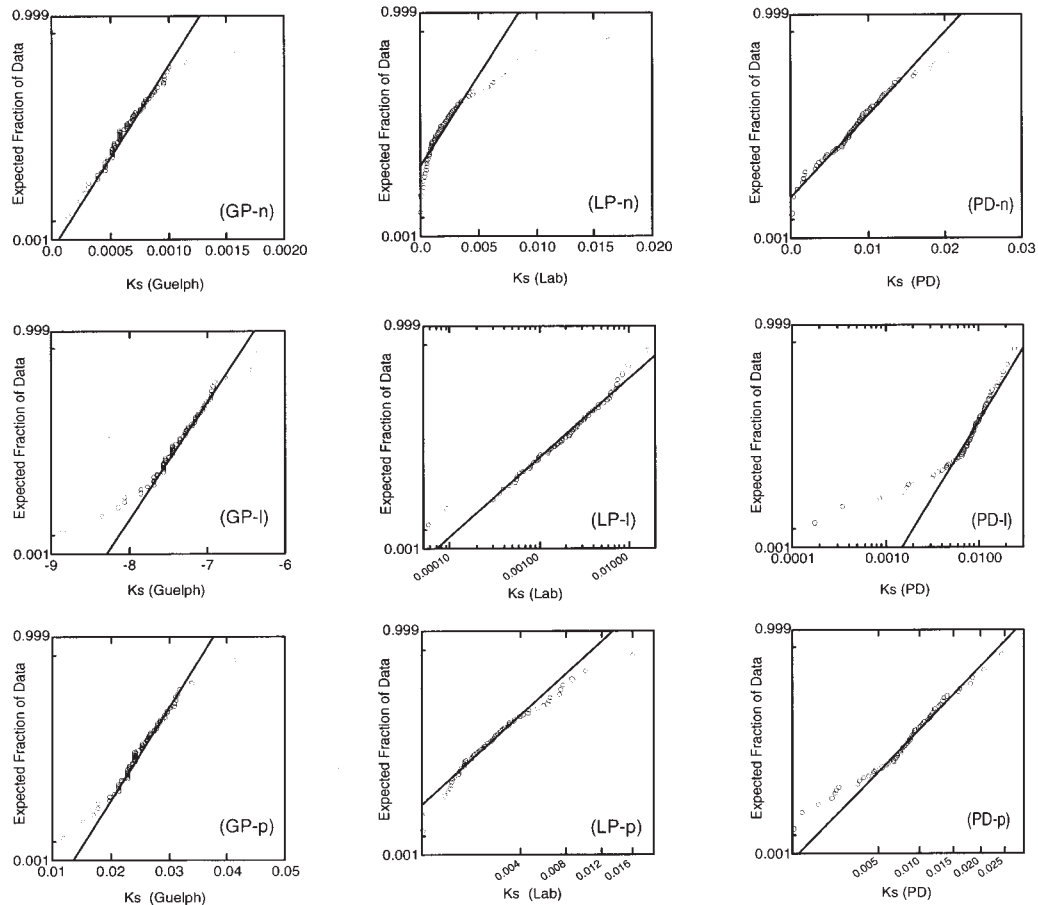 0.999
Expected Fraction of Data
0.001
(GP-n)
0.0 0.0005 0.0010 0.0015 0.0020
Ks (Guelph)
0.999
Expected Fraction of Data
0.001
(LP-n)
0.0 0.005 0.010 0.015 0.020
Ks (Lab)
0.999
Expected Fraction of Data
0.001
(PD-n)
0.0 0.01 0.02 0.03
Ks (PD)
0.999
Expected Fraction of Data
0.001
(GP-l)
-9 -8 -7 -6
Ks (Guelph)
0.999
Expected Fraction of Data
0.001
(LP-l)
0.00010 0.00100 0.01000
Ks (Lab)
0.999
Expected Fraction of Data
0.001
(PD-l)
0.0001 0.0010 0.0100
Ks (PD)
0.999
Expected Fraction of Data
0.001
(GP-p)
0.01 0.02 0.03 0.04 0.05
Ks (Guelph)
0.999
Expected Fraction of Data
0.001
(LP-p)
0.004 0.008 0.012 0.016
Ks (Lab)
0.999
Expected Fraction of Data
0.001
(PD-p)
0.005 0.010 0.015 0.020 0.025
Ks (PD)